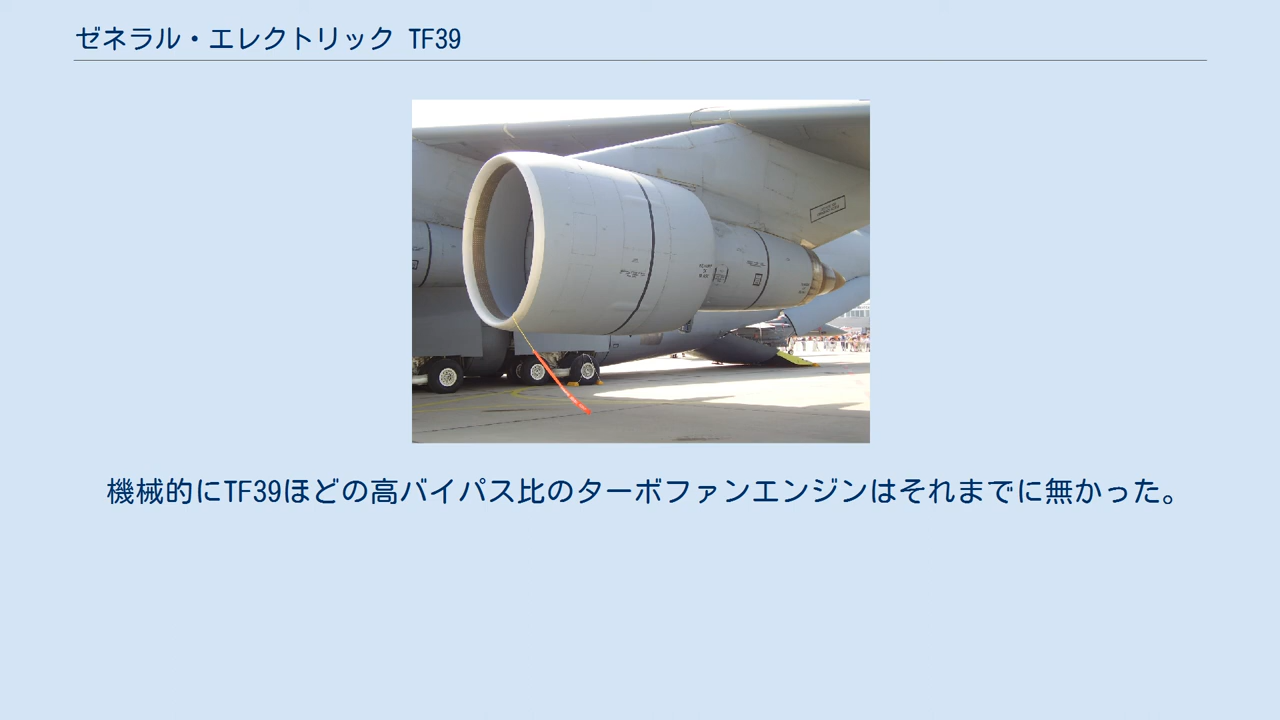 ゼネラル・エレクトリック TF39
機械的にTF39ほどの高バイパス比のターボファンエンジンはそれまでに無かった。